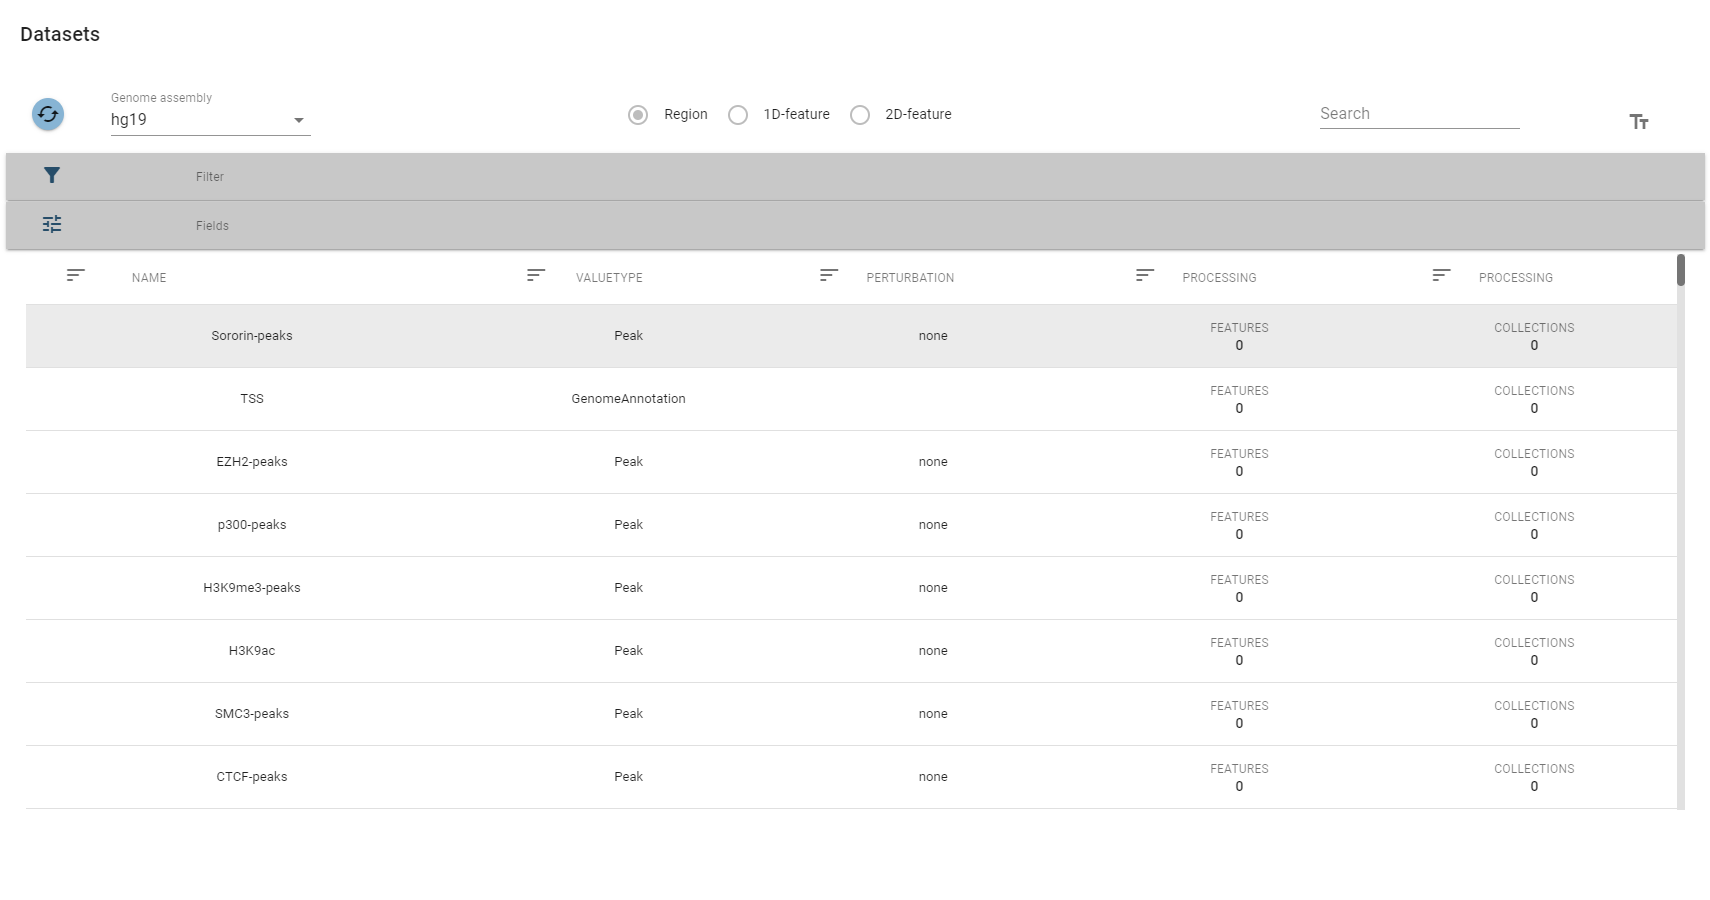 Datasets
Genome assembly
hg19
Region 1D-feature 2D-feature
Search
Filter
Fields
NAME VALUETYPE PERTURBATION PROCESSING PROCESSING
Sororin-peaks Peak none FEATURES 0 COLLECTIONS 0
TSS GenomeAnnotation FEATURES 0 COLLECTIONS 0
EZH2-peaks Peak none FEATURES 0 COLLECTIONS 0
p300-peaks Peak none FEATURES 0 COLLECTIONS 0
H3K9me3-peaks Peak none FEATURES 0 COLLECTIONS 0
H3K9ac Peak none FEATURES 0 COLLECTIONS 0
SMC3-peaks Peak none FEATURES 0 COLLECTIONS 0
CTCF-peaks Peak none FEATURES 0 COLLECTIONS 0